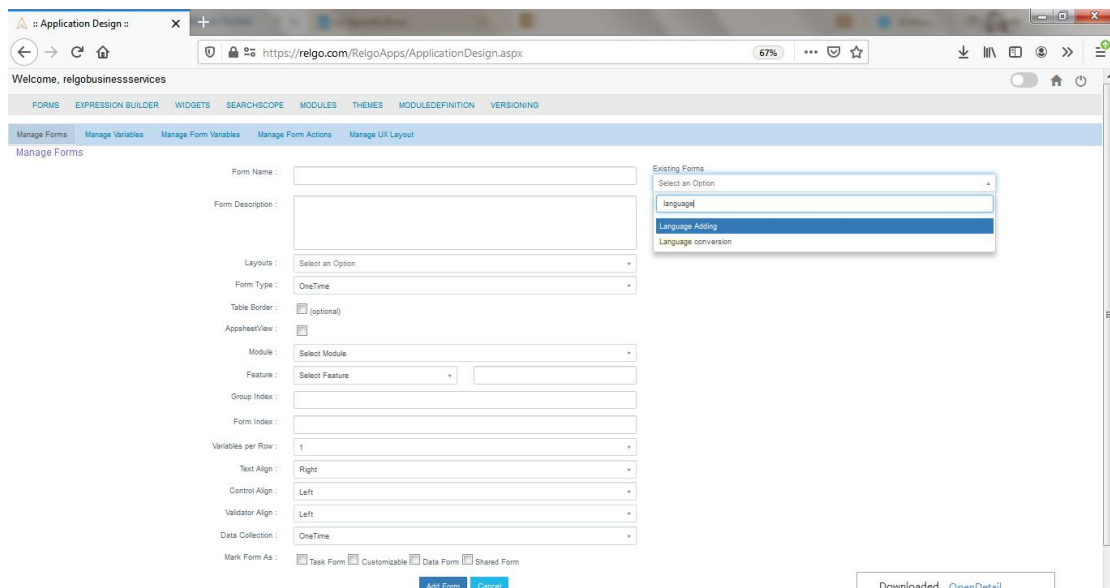 :: Application Design ::
https://relgo.com/RelgoApps/ApplicationDesign.aspx
67%
Welcome, relgobusinessservices
FORMS EXPRESSION BUILDER WIDGETS SEARCHSCOPE MODULES THEMES MODULEDEFINITION VERSIONING
Manage Forms Manage Variables Manage Form Variables Manage Form Actions Manage UX Layout
Manage Forms
Form Name :
Existing Forms
Select an Option
language
Language Adding
Language conversion
Form Description :
Layouts : Select an Option
Form Type : OneTime
Table Border : (optional)
AppsheetView :
Module : Select Module
Feature : Select Feature
Group Index :
Form Index :
Variables per Row : 1
Text Align : Right
Control Align : Left
Validator Align : Left
Data Collection : OneTime
Mark Form As : Task Form Customizable Data Form Shared Form
Add Form Cancel
Downloaded OpenDetail